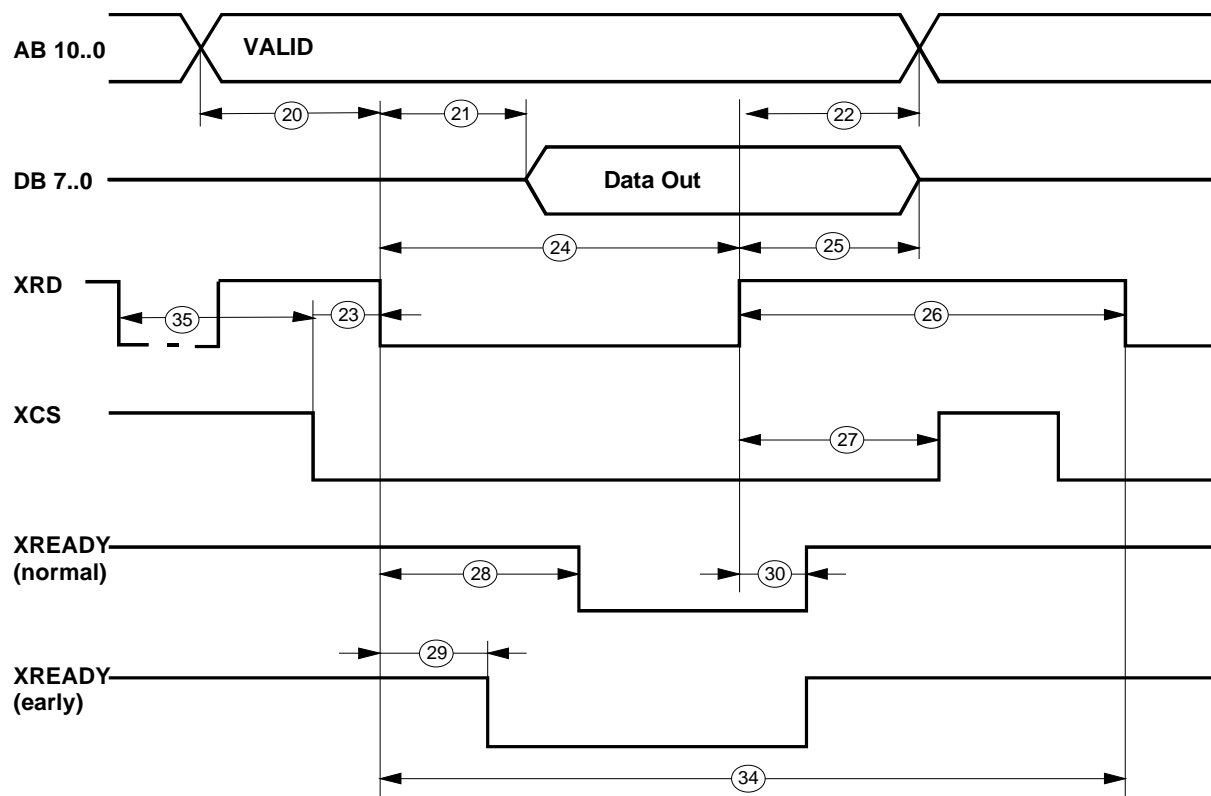 AB 10..0
VALID
20
21
22
DB 7..0
Data Out
24
25
XRD
35
23
26
XCS
27
XREADY
(normal)
28
30
29
XREADY
(early)
34